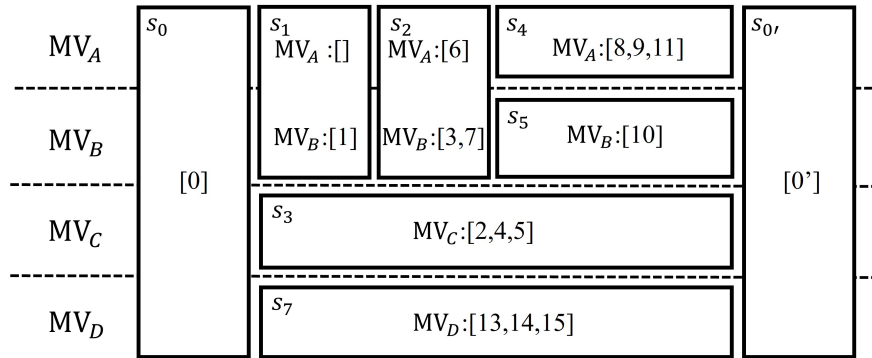 MV_A
s_0
s_1
s_2
s_4
s_0'
MV_A :[]
MV_A:[6]
MV_A:[8,9,11]
MV_B
MV_B:[1]
MV_B:[3,7]
s_5
MV_B:[10]
[0]
[0’]
MV_C
s_3
MV_C:[2,4,5]
MV_D
s_7
MV_D:[13,14,15]